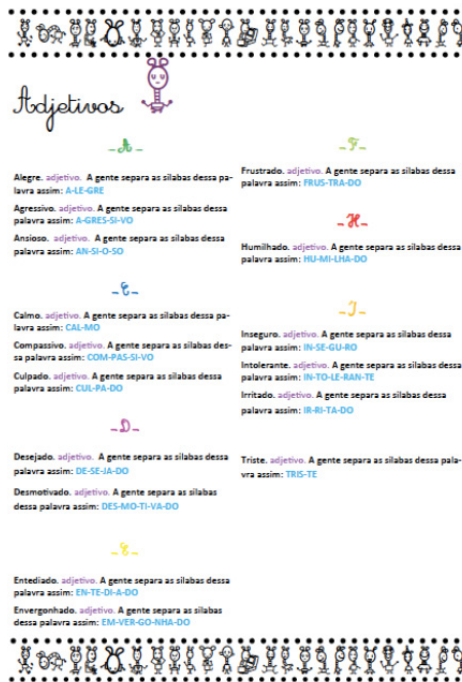 Adjetivos
_A_
Alegre. adjetivo. A gente separa as sílabas dessa pa-
lavra assim: A-LE-GRE
Agressivo. adjetivo. A gente separa as sílabas dessa
palavra assim: A-GRES-SI-VO
Ansioso. adjetivo. A gente separa as sílabas dessa
palavra assim: AN-SI-O-SO
_C_
Calmo. adjetivo. A gente separa as sílabas dessa pa-
lavra assim: CAL-MO
Compassivo. adjetivo. A gente separa as sílabas des-
sa palavra assim: COM-PAS-SI-VO
Culpado. adjetivo. A gente separa as sílabas dessa
palavra assim: CUL-PA-DO
_D_
Desejado. adjetivo. A gente separa as sílabas dessa
palavra assim: DE-SE-JA-DO
Desmotivado. adjetivo. A gente separa as sílabas
dessa palavra assim: DES-MO-TI-VA-DO
_E_
Entediado. adjetivo. A gente separa as sílabas dessa
palavra assim: EN-TE-DI-A-DO
Envergonhado. adjetivo. A gente separa as sílabas
dessa palavra assim: EM-VER-GO-NHA-DO
_F_
Frustrado. adjetivo. A gente separa as sílabas dessa
palavra assim: FRUS-TRA-DO
_H_
Humilhado. adjetivo. A gente separa as sílabas dessa
palavra assim: HU-MI-LHA-DO
_I_
Inseguro. adjetivo. A gente separa as sílabas dessa
palavra assim: IN-SE-GU-RO
Intolerante. adjetivo. A gente separa as sílabas dessa
palavra assim: IN-TO-LE-RAN-TE
Irritado. adjetivo. A gente separa as sílabas dessa
palavra assim: IR-RI-TA-DO
Triste. adjetivo. A gente separa as sílabas dessa pala-
vra assim: TRIS-TE